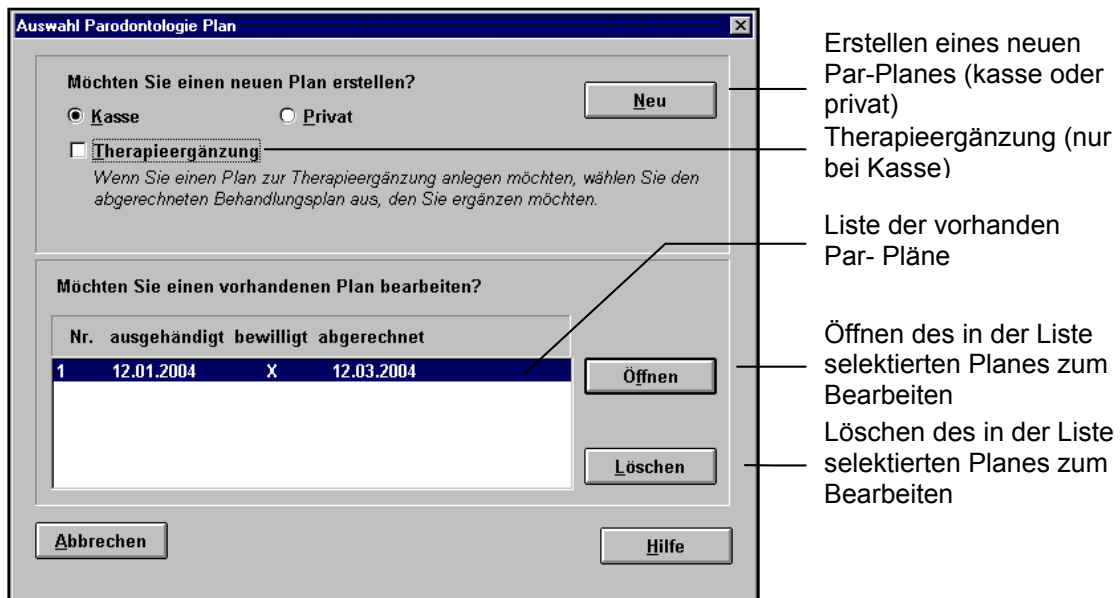 Auswahl Parodontologie Plan
Möchten Sie einen neuen Plan erstellen?
Kasse
Privat
Neu
Therapieergänzung
Wenn Sie einen Plan zur Therapieergänzung anlegen möchten, wählen Sie den
abgerechneten Behandlungsplan aus, den Sie ergänzen möchten.
Möchten Sie einen vorhandenen Plan bearbeiten?
Nr. ausgehändigt bewilligt abgerechnet
1 12.01.2004 X 12.03.2004
Öffnen
Löschen
Abbrechen
Hilfe
Erstellen eines neuen
Par-Planes (kasse oder
privat)
Therapieergänzung (nur
bei Kasse)
Liste der vorhanden
Par- Pläne
Öffnen des in der Liste
selektierten Planes zum
Bearbeiten
Löschen des in der Liste
selektierten Planes zum
Bearbeiten